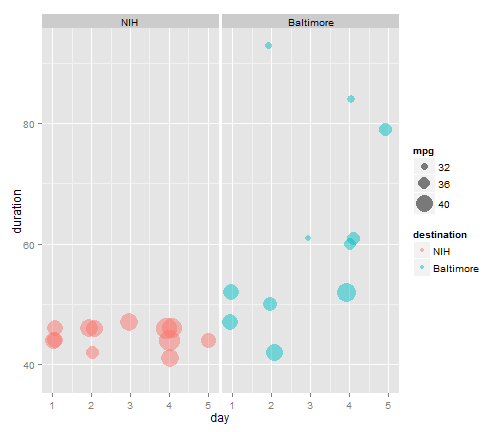 NIH
Baltimore
80
60
40
duration
1 2 3 4 5
1 2 3 4 5
day
mpg
32
36
40
destination
NIH
Baltimore